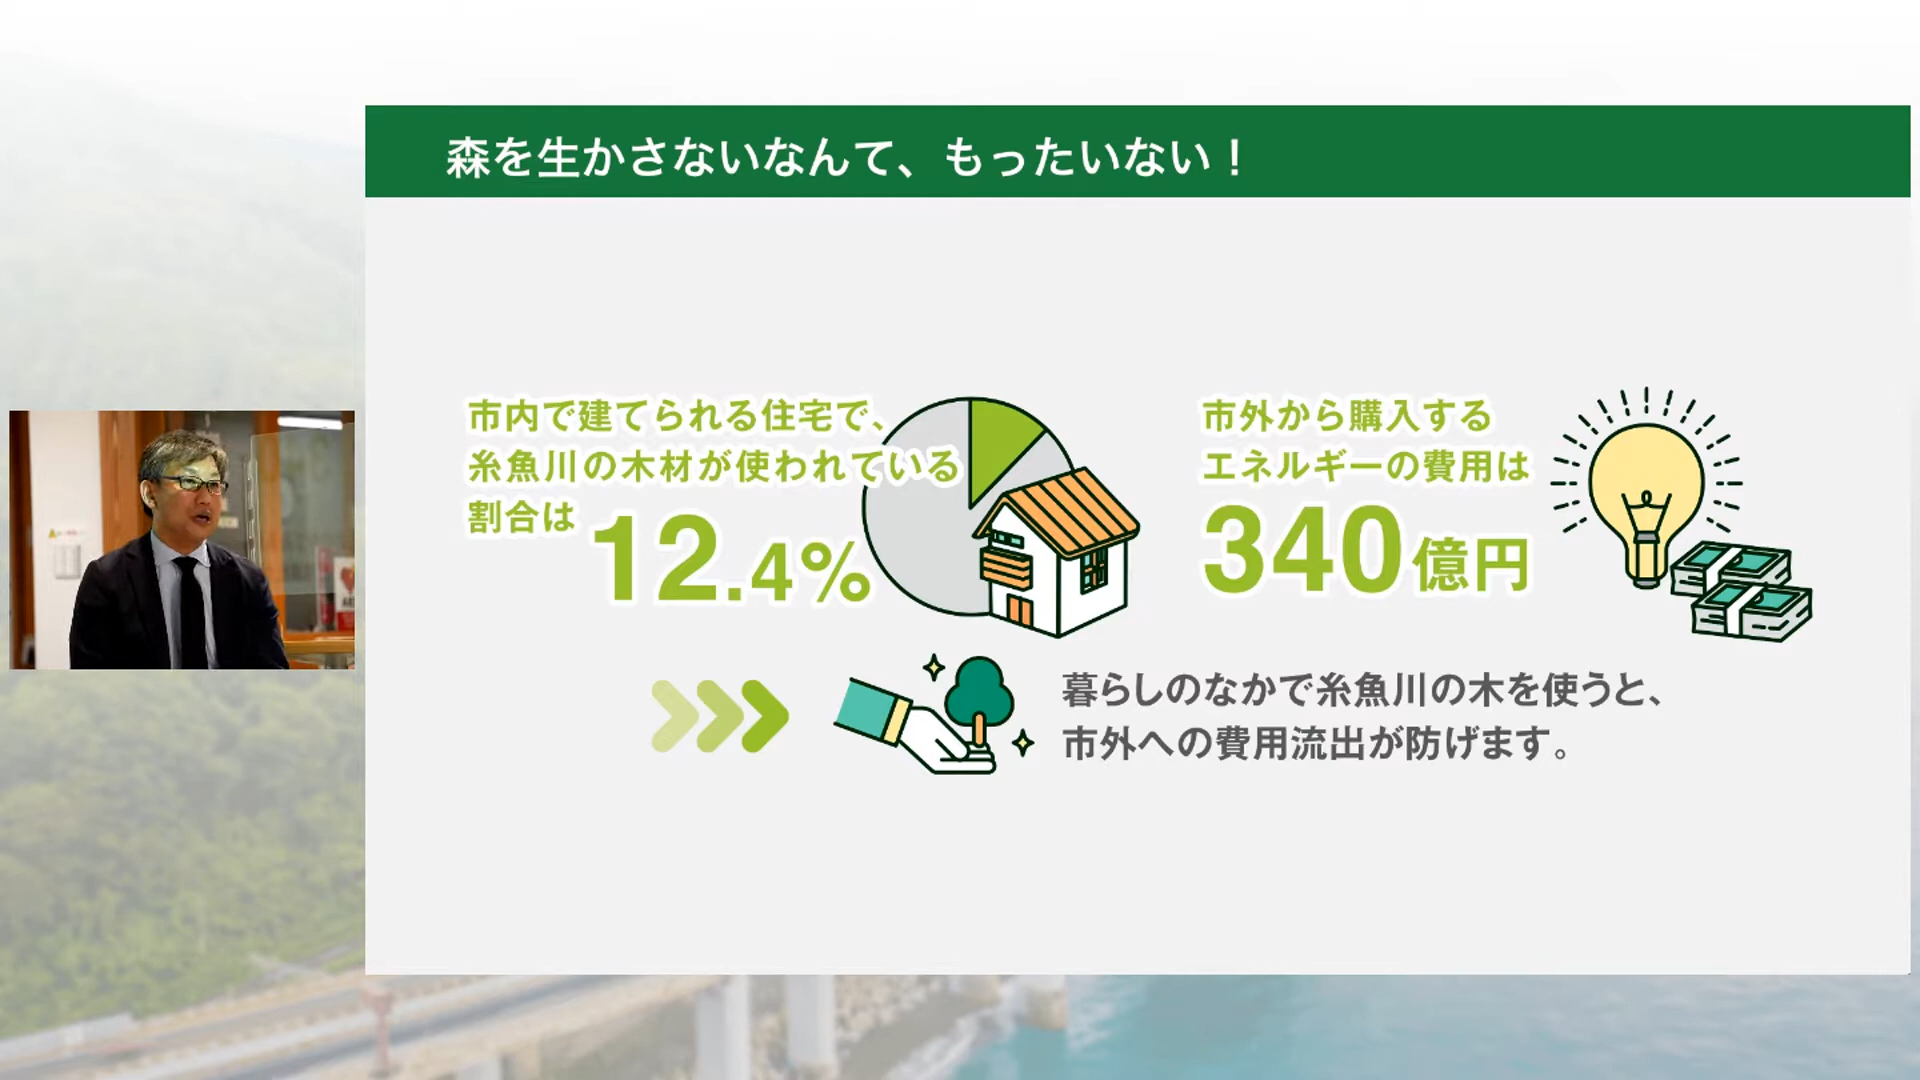 森を生かさないなんて、もったいない！
市内で建てられる住宅で、
糸魚川の木材が使われている
割合は
12.4%
市外から購入する
エネルギーの費用は
340億円
暮らしのなかで糸魚川の木を使うと、
市外への費用流出が防げます。